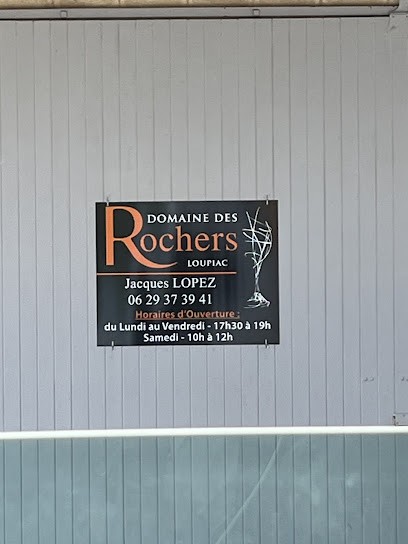 DOMAINE DES
Rochers
LOUPIAC
Jacques LOPEZ
06 29 37 39 41
Horaires d'Ouverture :
du Lundi au Vendredi - 17h30 à 19h
Samedi - 10h à 12h